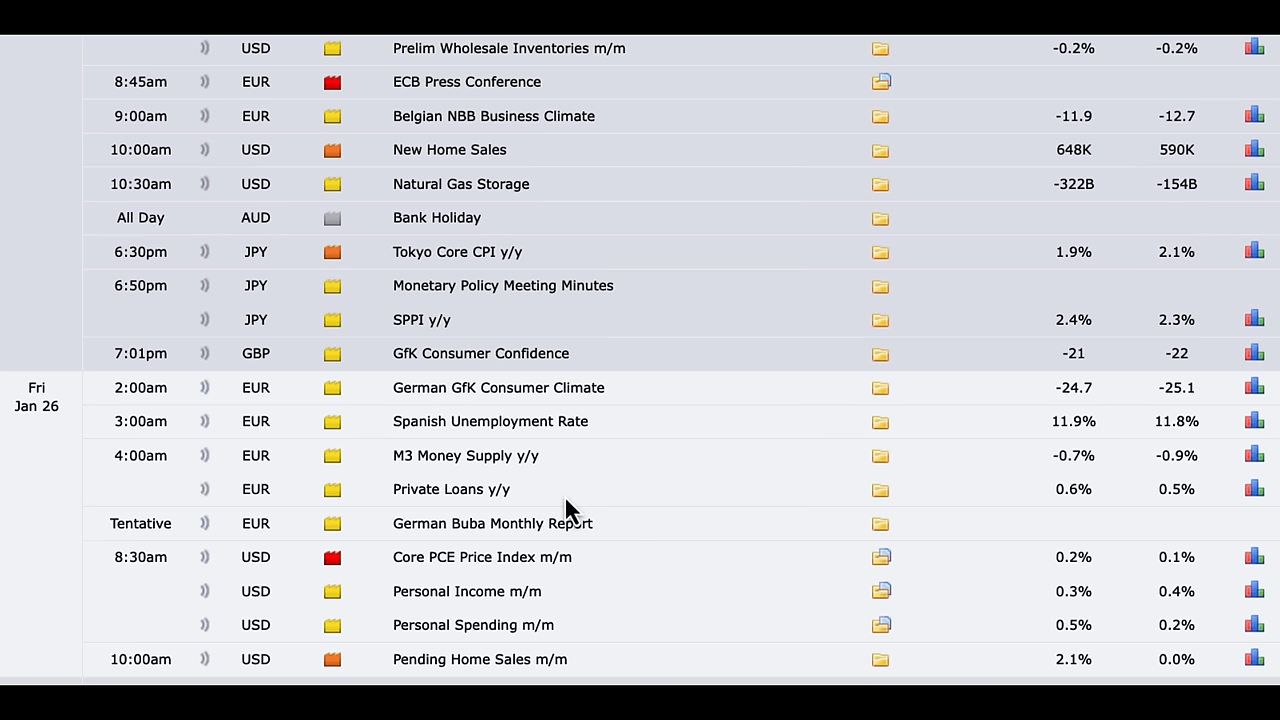 USD Prelim Wholesale Inventories m/m -0.2% -0.2%
8:45am EUR ECB Press Conference
9:00am EUR Belgian NBB Business Climate -11.9 -12.7
10:00am USD New Home Sales 648K 590K
10:30am USD Natural Gas Storage -322B -154B
All Day AUD Bank Holiday
6:30pm JPY Tokyo Core CPI y/y 1.9% 2.1%
6:50pm JPY Monetary Policy Meeting Minutes
JPY SPPI y/y 2.4% 2.3%
7:01pm GBP GfK Consumer Confidence -21 -22
Fri 2:00am EUR German GfK Consumer Climate -24.7 -25.1
Jan 26
3:00am EUR Spanish Unemployment Rate 11.9% 11.8%
4:00am EUR M3 Money Supply y/y -0.7% -0.9%
EUR Private Loans y/y 0.6% 0.5%
Tentative EUR German Buba Monthly Report
8:30am USD Core PCE Price Index m/m 0.2% 0.1%
USD Personal Income m/m 0.3% 0.4%
USD Personal Spending m/m 0.5% 0.2%
10:00am USD Pending Home Sales m/m 2.1% 0.0%